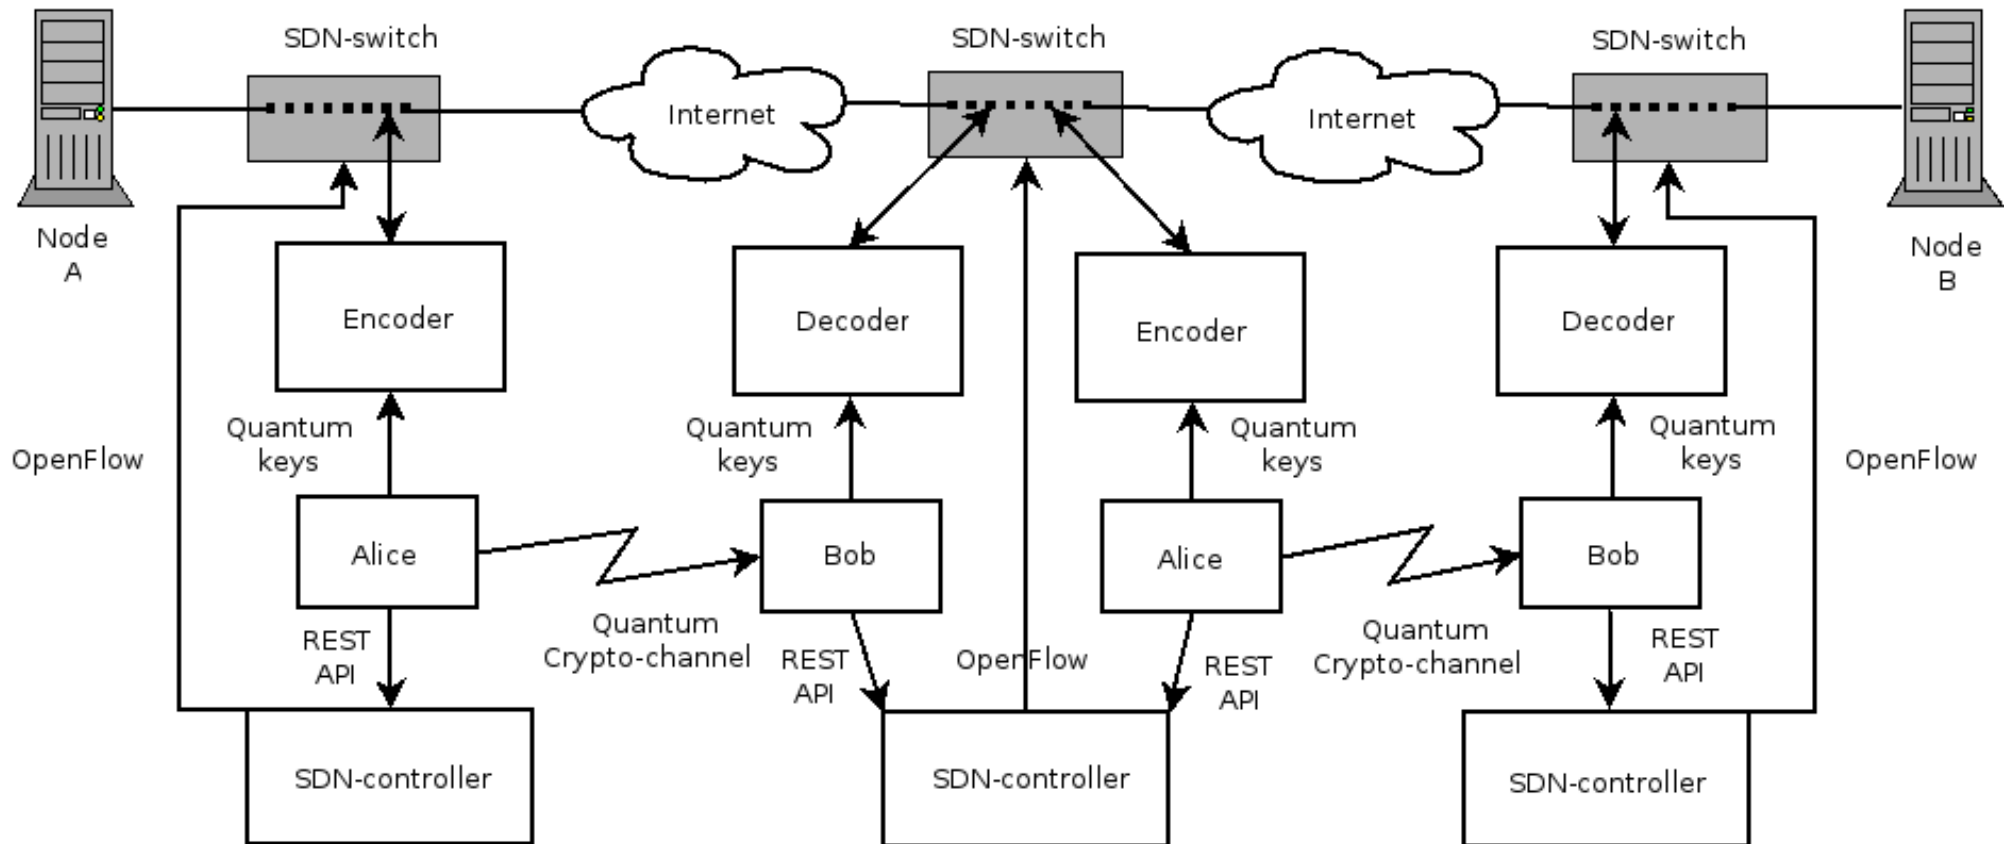 SDN-switch
SDN-switch
SDN-switch
Internet
Internet
Node
A
Node
B
Encoder
Decoder
Encoder
Decoder
Quantum
keys
Quantum
keys
Quantum
keys
Quantum
keys
OpenFlow
OpenFlow
Alice
Bob
Alice
Bob
REST
API
Quantum
Crypto-channel
REST
API
OpenFlow
REST
API
Quantum
Crypto-channel
REST
API
SDN-controller
SDN-controller
SDN-controller